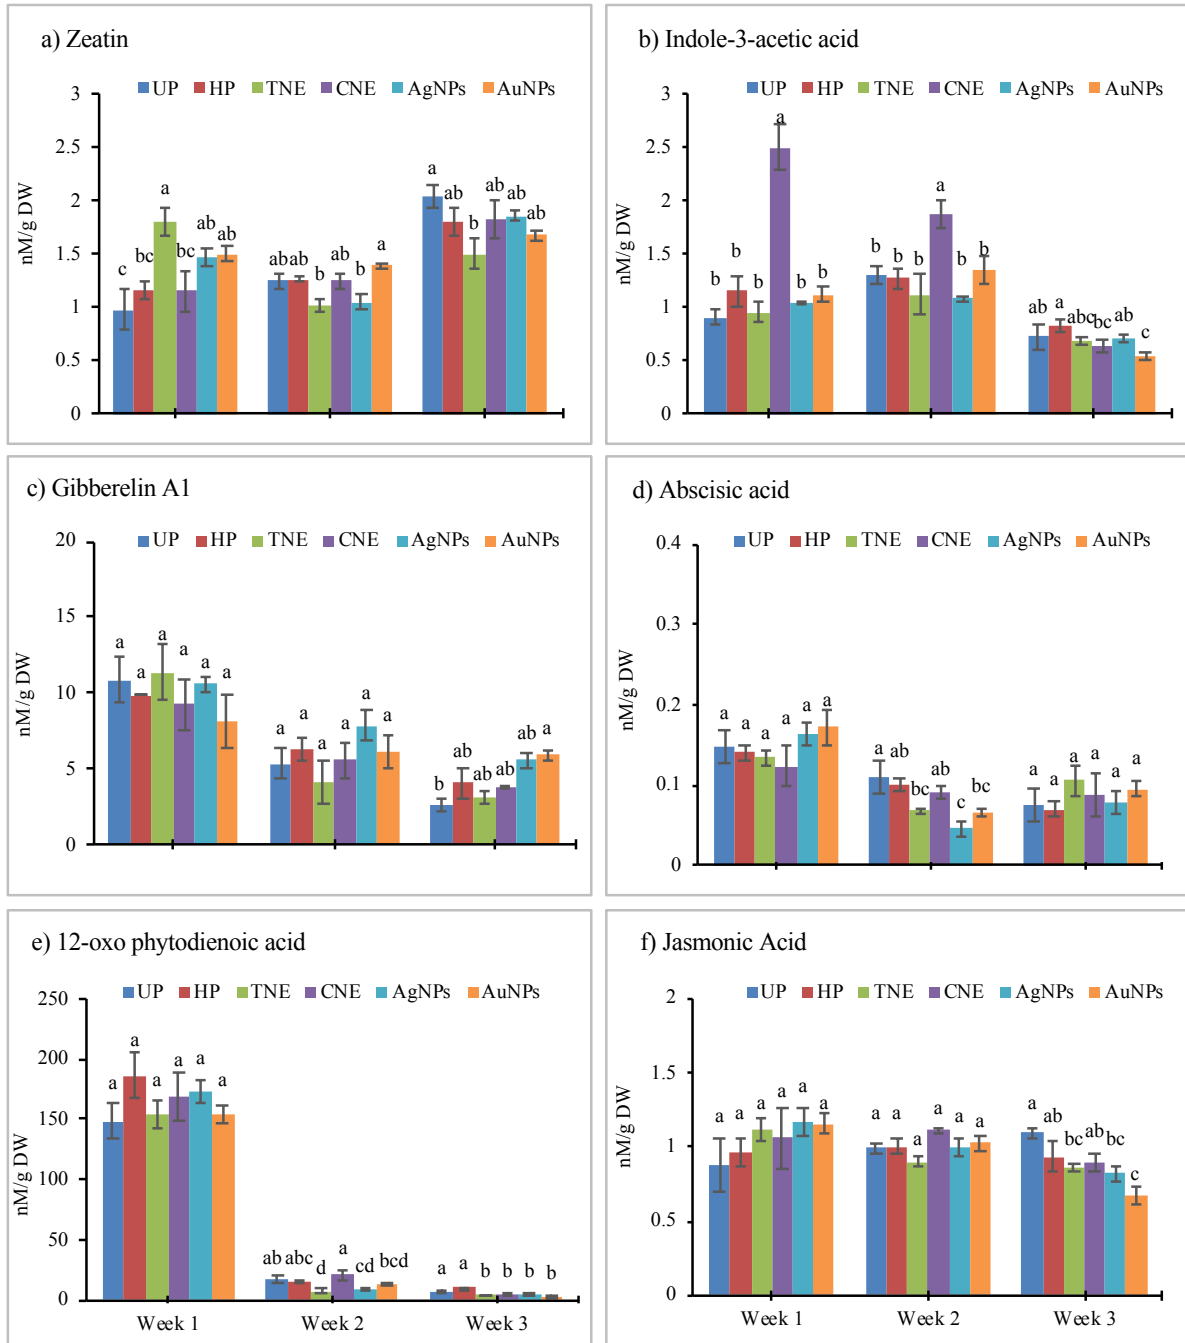 a) Zeatin
UP HP TNE CNE AgNPs AuNPs
3
2.5
2
1.5
1
0.5
0
nM/g DW
c bc a bc ab ab
ab ab b ab b a
a ab b ab ab ab
b) Indole-3-acetic acid
UP HP TNE CNE AgNPs AuNPs
3
2.5
2
1.5
1
0.5
0
nM/g DW
b b b a b b
b b b a b b
ab a abc bc ab c
c) Gibberelin A1
UP HP TNE CNE AgNPs AuNPs
20
15
10
5
0
nM/g DW
a a a a a a
a a a a a a
b ab ab ab ab a
d) Abscisic acid
UP HP TNE CNE AgNPs AuNPs
0.4
0.3
0.2
0.1
0
nM/g DW
a a a a a a
a ab bc ab c bc
a a a a a a
e) 12-oxo phytodienoic acid
UP HP TNE CNE AgNPs AuNPs
250
200
150
100
50
0
nM/g DW
a a a a a a
ab abc d a cd bcd
a a b b b b
Week 1 Week 2 Week 3
f) Jasmonic Acid
UP HP TNE CNE AgNPs AuNPs
2
1.5
1
0.5
0
nM/g DW
a a a a a a
a a a a a a
a ab bc ab bc c
Week 1 Week 2 Week 3